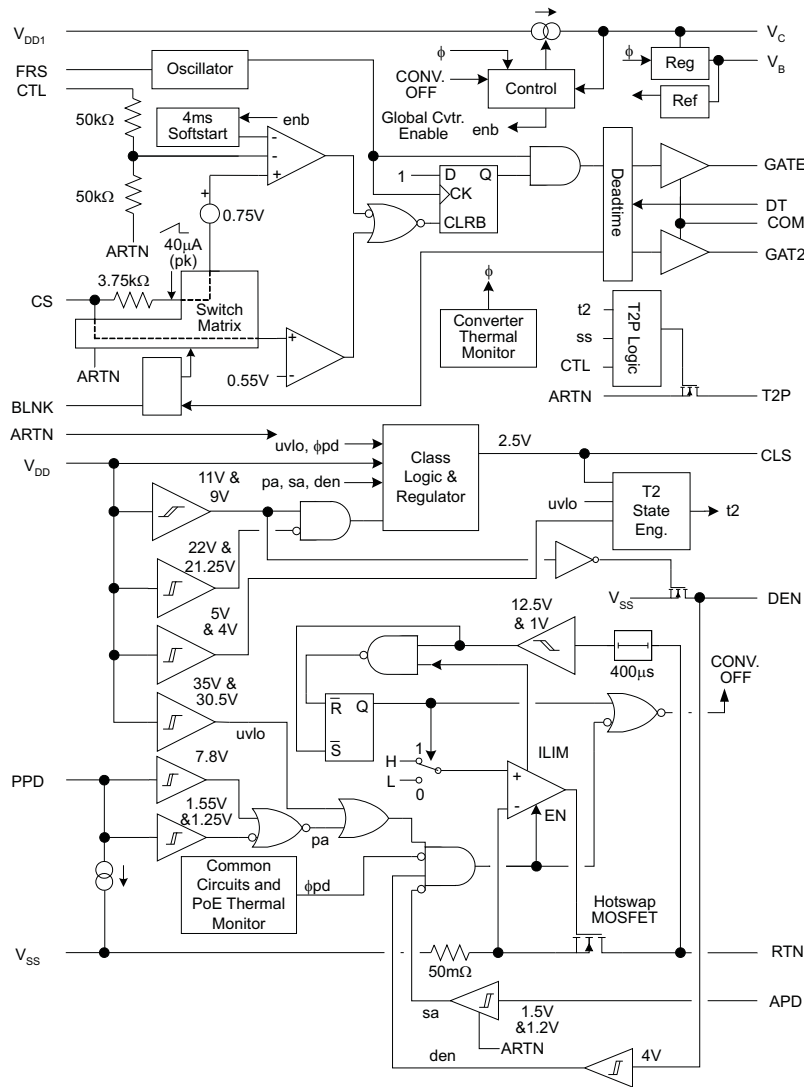 V_DD1
V_C
FRS
Oscillator
ϕ
CONV.
OFF
Control
ϕ
Reg
V_B
Ref
CTL
50kΩ
4ms
Softstart
enb
Global Cvtr.
Enable
enb
-
-
+
50kΩ
ARTN
+
0.75V
40μA
(pk)
1
D
Q
CK
CLRB
Deadtime
GATE
DT
COM
GAT2
3.75kΩ
CS
Switch
Matrix
ARTN
+
-
0.55V
ϕ
Converter
Thermal
Monitor
t2
ss
CTL
T2P Logic
ARTN
T2P
BLNK
ARTN
uvlo, ϕpd
V_DD
pa, sa, den
Class
Logic &
Regulator
2.5V
CLS
11V &
9V
uvlo
T2
State
Eng.
t2
22V &
21.25V
V_SS
DEN
5V
& 4V
12.5V
& 1V
400μs
CONV.
OFF
35V &
30.5V
uvlo
R
Q
S
1
H
L
0
ILIM
+
-
EN
7.8V
PPD
1.55V
&1.25V
pa
Common
Circuits and
PoE Thermal
Monitor
ϕpd
Hotswap
MOSFET
V_SS
50mΩ
RTN
sa
1.5V
&1.2V
APD
ARTN
den
4V